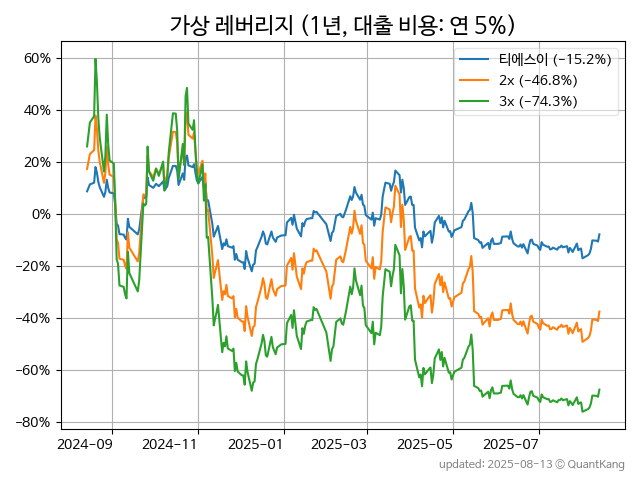 가상 레버리지 (1년, 대출 비용: 연 5%)
티에스이 (-15.2%)
2x (-46.8%)
3x (-74.3%)
60%
40%
20%
0%
−20%
−40%
−60%
−80%
2024-09
2024-11
2025-01
2025-03
2025-05
2025-07
updated: 2025-08-13 © QuantKang